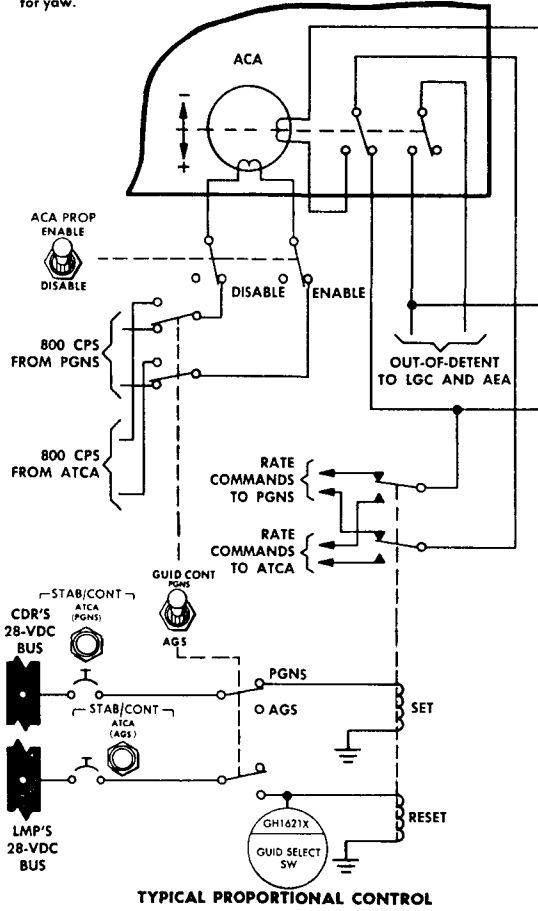 for yaw.
ACA
−
+
ACA PROP
ENABLE
DISABLE
DISABLE
ENABLE
800 CPS
FROM PGNS
OUT-OF-DETENT
TO LGC AND AEA
800 CPS
FROM ATCA
RATE
COMMANDS
TO PGNS
RATE
COMMANDS
TO ATCA
GUID CONT
PGNS
AGS
STAB/CONT
ATCA
(PGNS)
CDR'S
28-VDC
BUS
PGNS
AGS
SET
STAB/CONT
ATCA
(AGS)
LMP'S
28-VDC
BUS
GH1621X
GUID SELECT
SW
RESET
TYPICAL PROPORTIONAL CONTROL